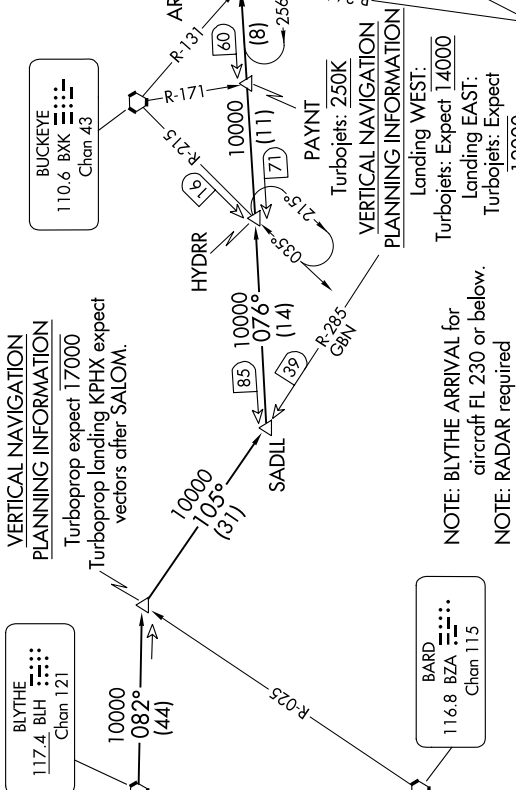 BLYTHE
117.4 BLH
Chan 121
10000
082°
(44)
VERTICAL NAVIGATION
PLANNING INFORMATION
Turboprop expect 17000
Turboprop landing KPHX expect
vectors after SALOM.
10000
105°
(31)
SADLL
85
39
R-285
GBN
10000
076°
(14)
HYDRR
16
R-215
035°
215°
71
BUCKEYE
110.6 BXK
Chan 43
R-171
R-131
10000
(11)
60
(8)
256
PAYNT
Turbojets: 250K
VERTICAL NAVIGATION
PLANNING INFORMATION
Landing WEST:
Turbojets: Expect 14000
Landing EAST:
Turbojets: Expect
BARD
116.8 BZA
Chan 115
R-025
NOTE: BLYTHE ARRIVAL for
aircraft FL 230 or below.
NOTE: RADAR required